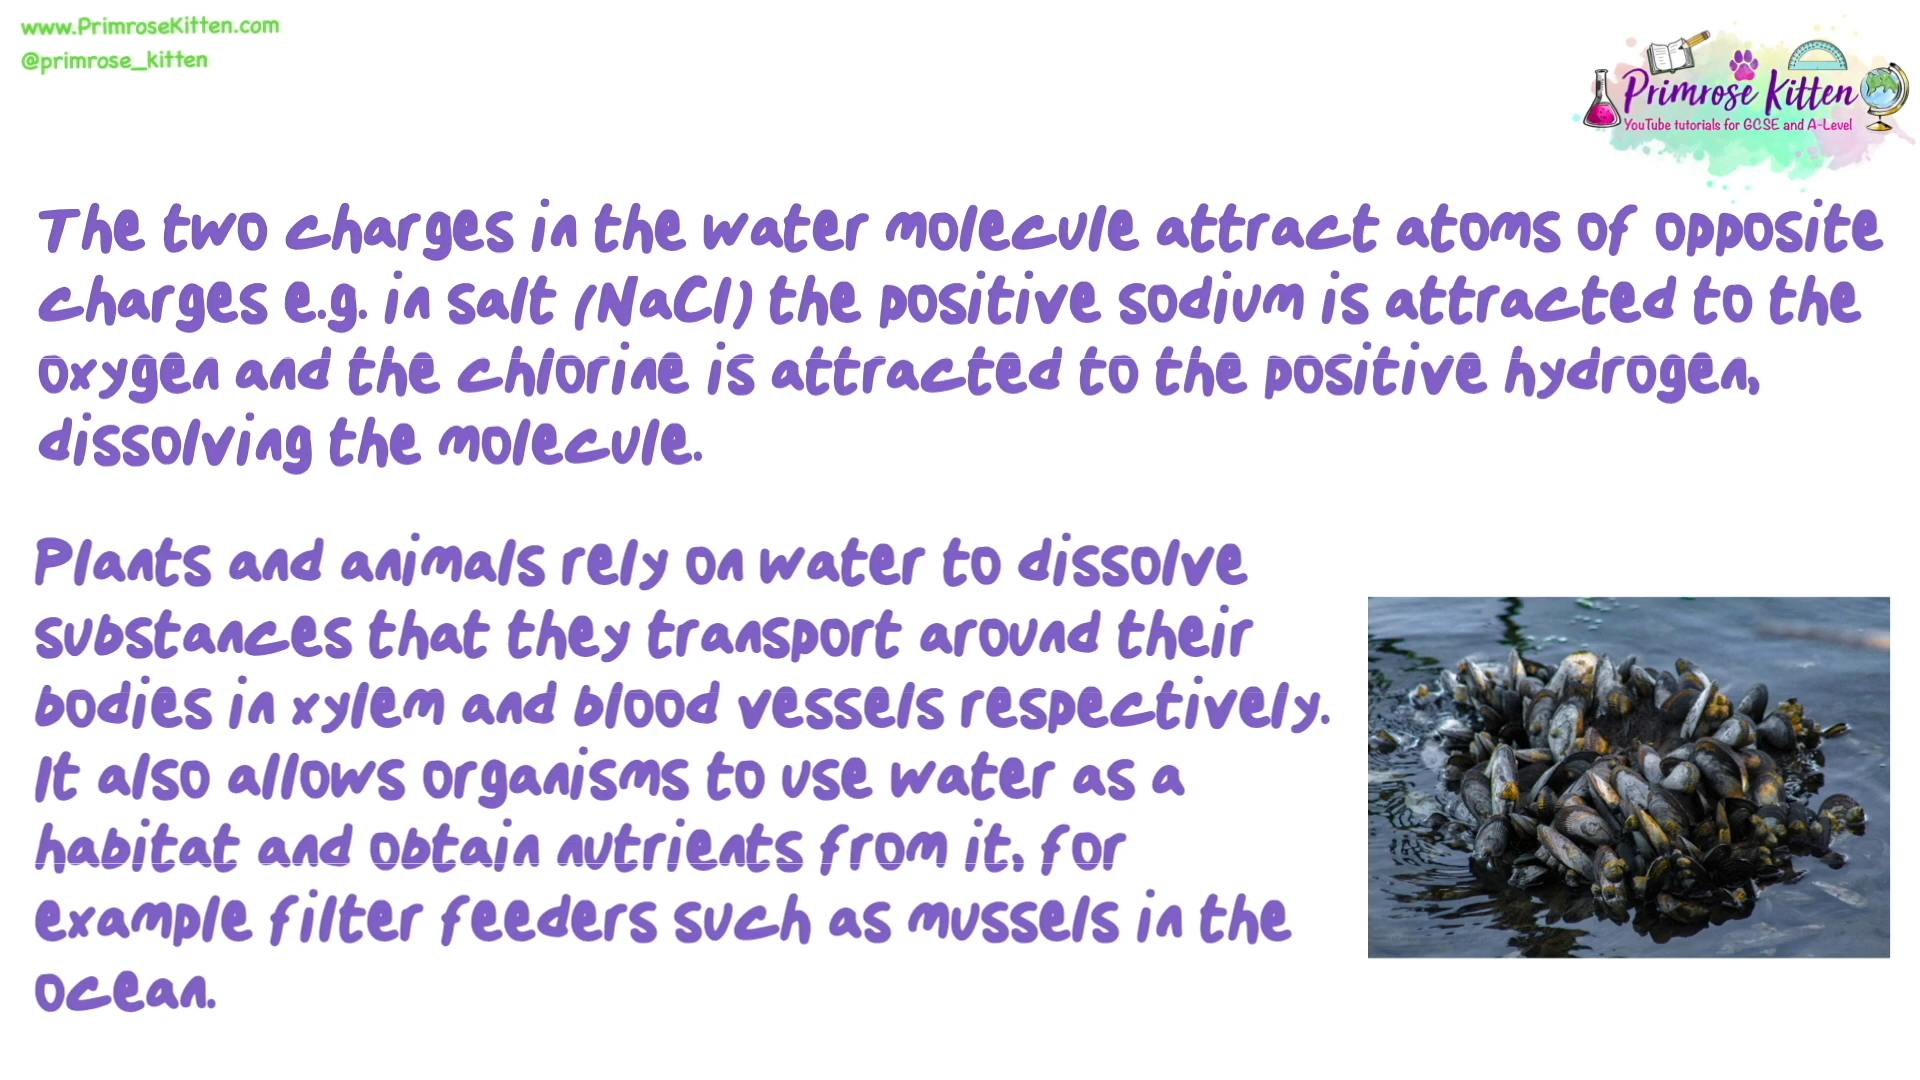 www.PrimroseKitten.com
@primrose_kitten
Primrose Kitten
YouTube tutorials for GCSE and A-Level
The two charges in the water molecule attract atoms of opposite
charges e.g. in salt (NaCl) the positive sodium is attracted to the
oxygen and the chlorine is attracted to the positive hydrogen,
dissolving the molecule.
Plants and animals rely on water to dissolve
substances that they transport around their
bodies in xylem and blood vessels respectively.
It also allows organisms to use water as a
habitat and obtain nutrients from it, for
example filter feeders such as mussels in the
ocean.